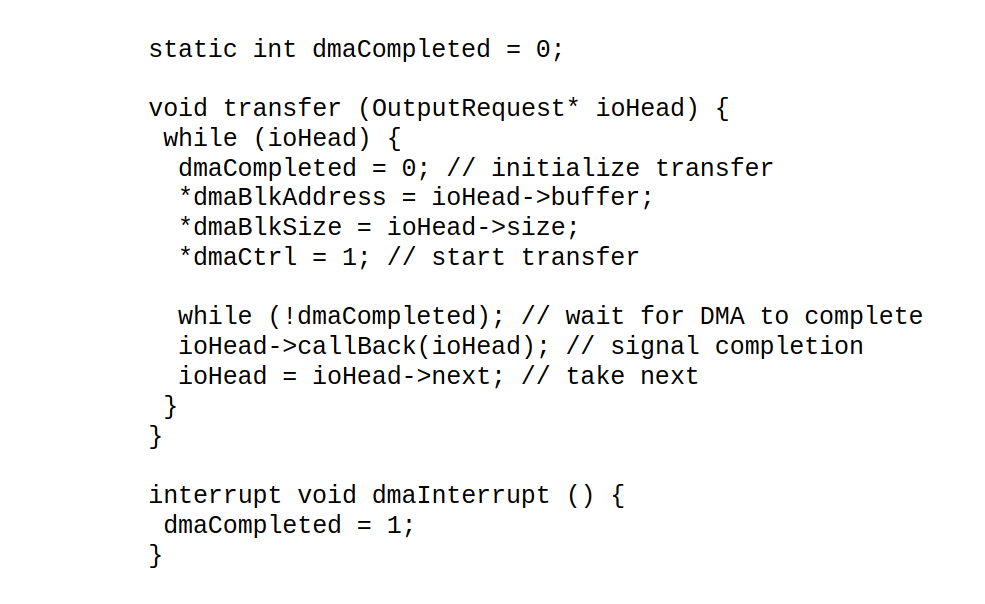 static int dmaCompleted = 0;
void transfer (OutputRequest* ioHead) {
while (ioHead) {
dmaCompleted = 0; // initialize transfer
*dmaBlkAddress = ioHead->buffer;
*dmaBlkSize = ioHead->size;
*dmaCtrl = 1; // start transfer
while (!dmaCompleted); // wait for DMA to complete
ioHead->callBack(ioHead); // signal completion
ioHead = ioHead->next; // take next
}
}
interrupt void dmaInterrupt () {
dmaCompleted = 1;
}